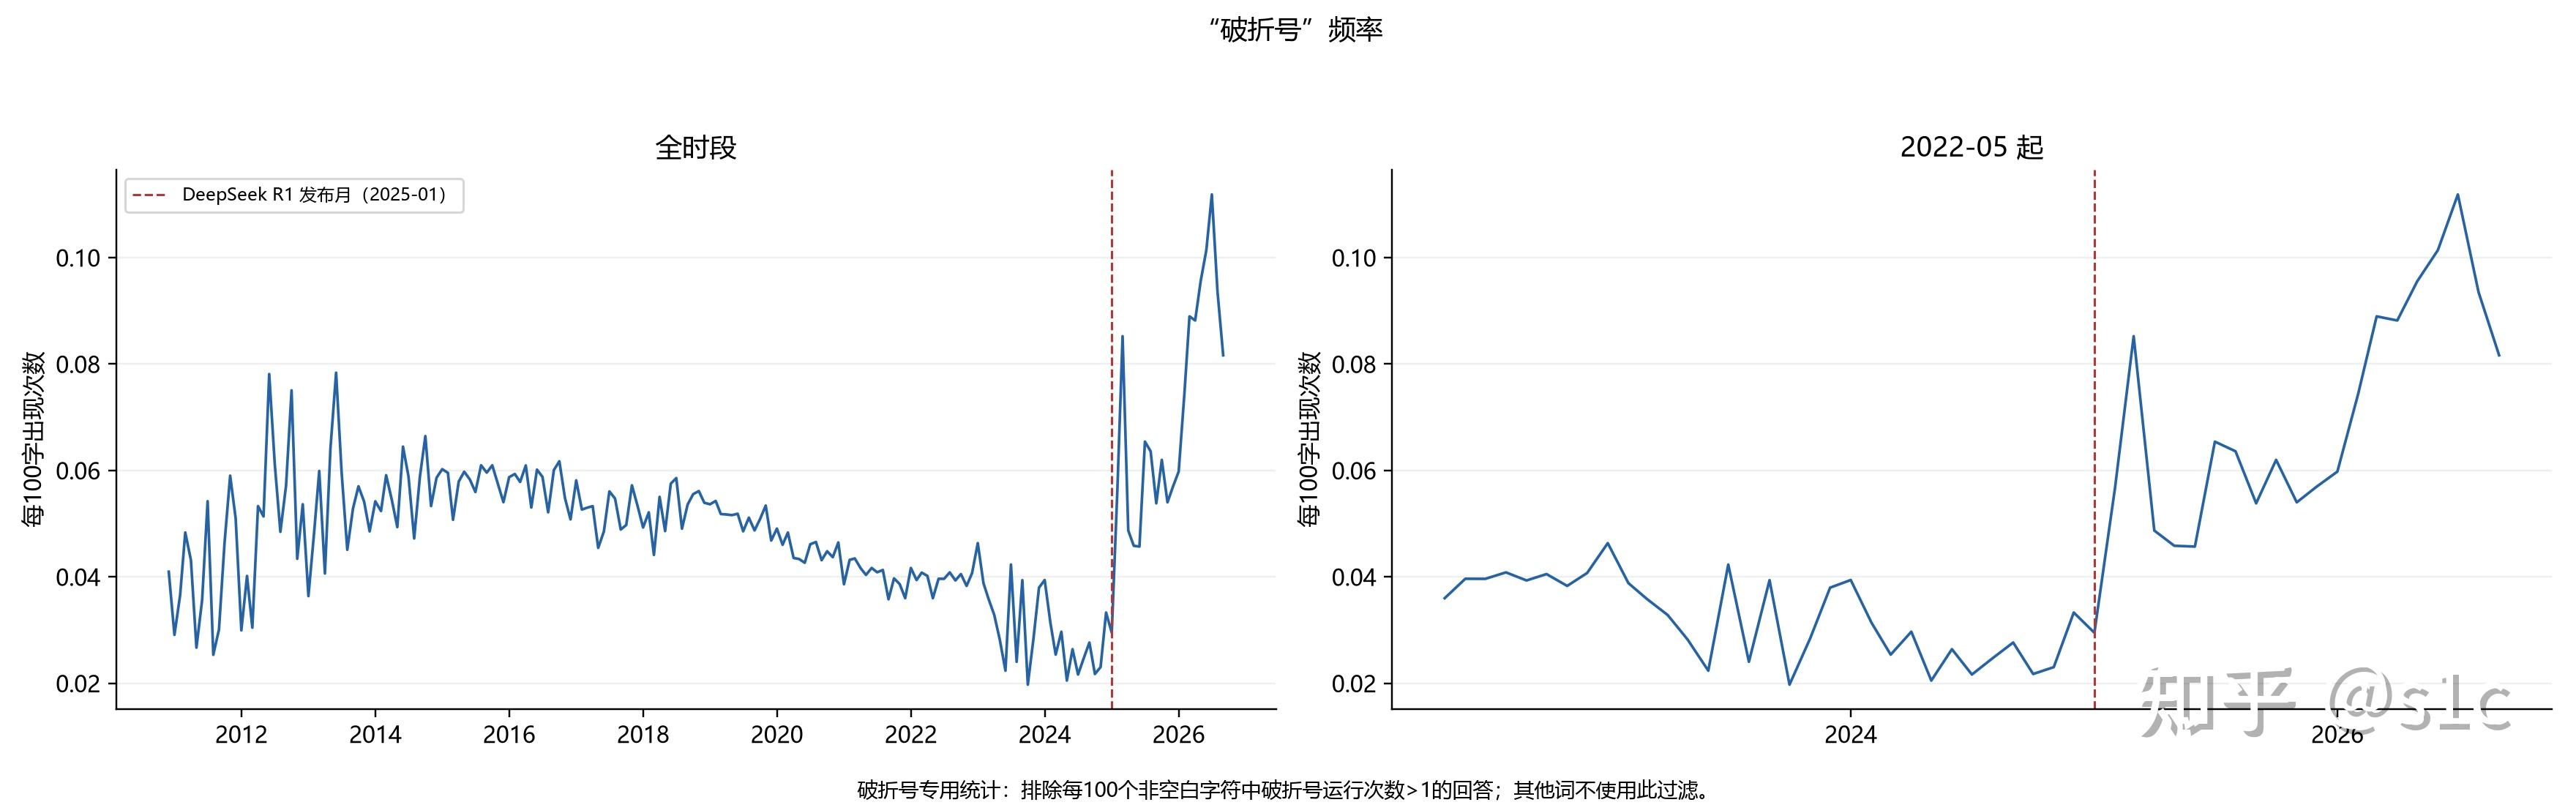 “破折号”频率
全时段
DeepSeek R1 发布月（2025-01）
每100字出现次数
0.10
0.08
0.06
0.04
0.02
2012 2014 2016 2018 2020 2022 2024 2026
2022-05 起
每100字出现次数
0.10
0.08
0.06
0.04
0.02
2024 2026
知乎 @s1c
破折号专用统计：排除每100个非空白字符中破折号运行次数>1的回答；其他词不使用此过滤。